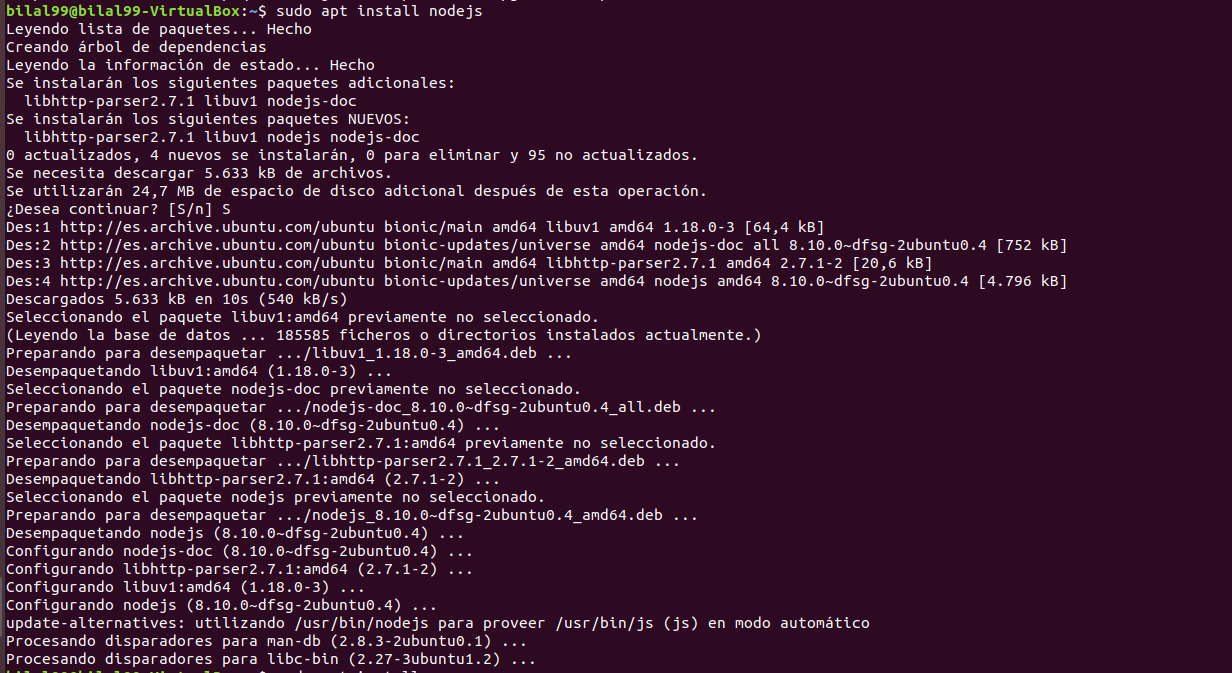 bilal99@bilal99-VirtualBox:~$ sudo apt install nodejs
Leyendo lista de paquetes... Hecho
Creando árbol de dependencias
Leyendo la información de estado... Hecho
Se instalarán los siguientes paquetes adicionales:
  libhttp-parser2.7.1 libuv1 nodejs-doc
Se instalarán los siguientes paquetes NUEVOS:
  libhttp-parser2.7.1 libuv1 nodejs nodejs-doc
0 actualizados, 4 nuevos se instalarán, 0 para eliminar y 95 no actualizados.
Se necesita descargar 5.633 kB de archivos.
Se utilizarán 24,7 MB de espacio de disco adicional después de esta operación.
¿Desea continuar? [S/n] S
Des:1 http://es.archive.ubuntu.com/ubuntu bionic/main amd64 libuv1 amd64 1.18.0-3 [64,4 kB]
Des:2 http://es.archive.ubuntu.com/ubuntu bionic-updates/universe amd64 nodejs-doc all 8.10.0~dfsg-2ubuntu0.4 [752 kB]
Des:3 http://es.archive.ubuntu.com/ubuntu bionic/main amd64 libhttp-parser2.7.1 amd64 2.7.1-2 [20,6 kB]
Des:4 http://es.archive.ubuntu.com/ubuntu bionic-updates/universe amd64 nodejs amd64 8.10.0~dfsg-2ubuntu0.4 [4.796 kB]
Descargados 5.633 kB en 10s (540 kB/s)
Seleccionando el paquete libuv1:amd64 previamente no seleccionado.
(Leyendo la base de datos ... 185585 ficheros o directorios instalados actualmente.)
Preparando para desempaquetar .../libuv1_1.18.0-3_amd64.deb ...
Desempaquetando libuv1:amd64 (1.18.0-3) ...
Seleccionando el paquete nodejs-doc previamente no seleccionado.
Preparando para desempaquetar .../nodejs-doc_8.10.0~dfsg-2ubuntu0.4_all.deb ...
Desempaquetando nodejs-doc (8.10.0~dfsg-2ubuntu0.4) ...
Seleccionando el paquete libhttp-parser2.7.1:amd64 previamente no seleccionado.
Preparando para desempaquetar .../libhttp-parser2.7.1_2.7.1-2_amd64.deb ...
Desempaquetando libhttp-parser2.7.1:amd64 (2.7.1-2) ...
Seleccionando el paquete nodejs previamente no seleccionado.
Preparando para desempaquetar .../nodejs_8.10.0~dfsg-2ubuntu0.4_amd64.deb ...
Desempaquetando nodejs (8.10.0~dfsg-2ubuntu0.4) ...
Configurando nodejs-doc (8.10.0~dfsg-2ubuntu0.4) ...
Configurando libhttp-parser2.7.1:amd64 (2.7.1-2) ...
Configurando libuv1:amd64 (1.18.0-3) ...
Configurando nodejs (8.10.0~dfsg-2ubuntu0.4) ...
update-alternatives: utilizando /usr/bin/nodejs para proveer /usr/bin/js (js) en modo automático
Procesando disparadores para man-db (2.8.3-2ubuntu0.1) ...
Procesando disparadores para libc-bin (2.27-3ubuntu1.2) ...